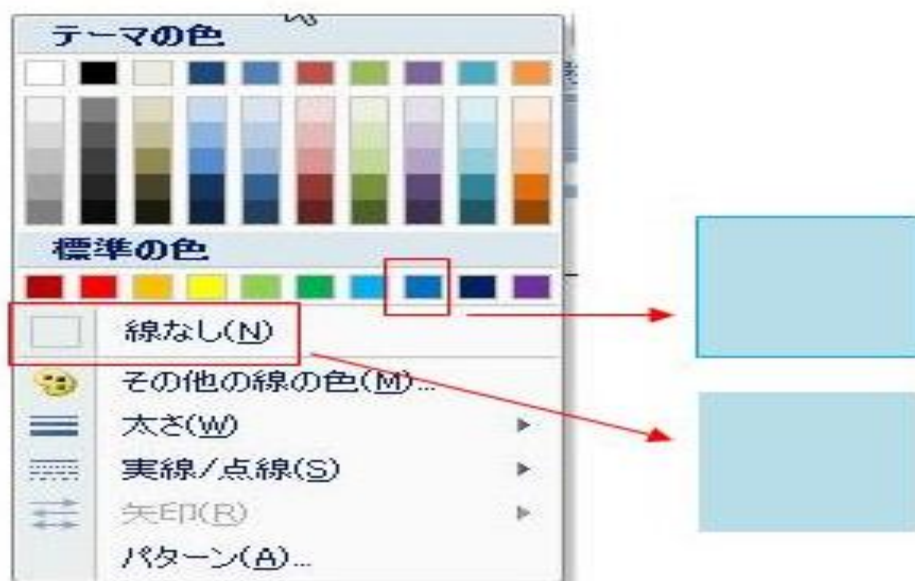 テーマの色
標準の色
線なし(N)
その他の線の色(M)...
太さ(W)
実線/点線(S)
矢印(R)
パターン(A)...